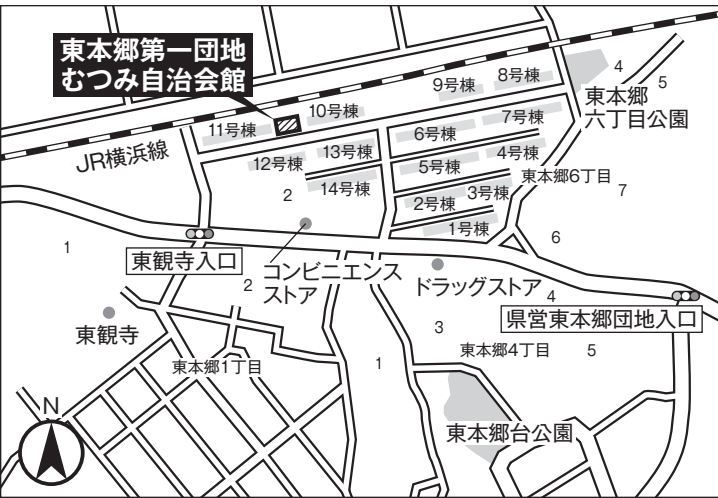 東本郷第一団地
むつみ自治会館
4
5
8号棟
9号棟
東本郷
六丁目公園
10号棟
7号棟
11号棟
6号棟
JR横浜線
13号棟
4号棟
12号棟
5号棟
東本郷6丁目
14号棟
3号棟
7
2
2号棟
1号棟
6
1
東観寺入口
コンビニエンス
ストア
ドラッグストア
2
4
県営東本郷団地入口
東観寺
3
東本郷4丁目
5
東本郷1丁目
1
N
東本郷台公園